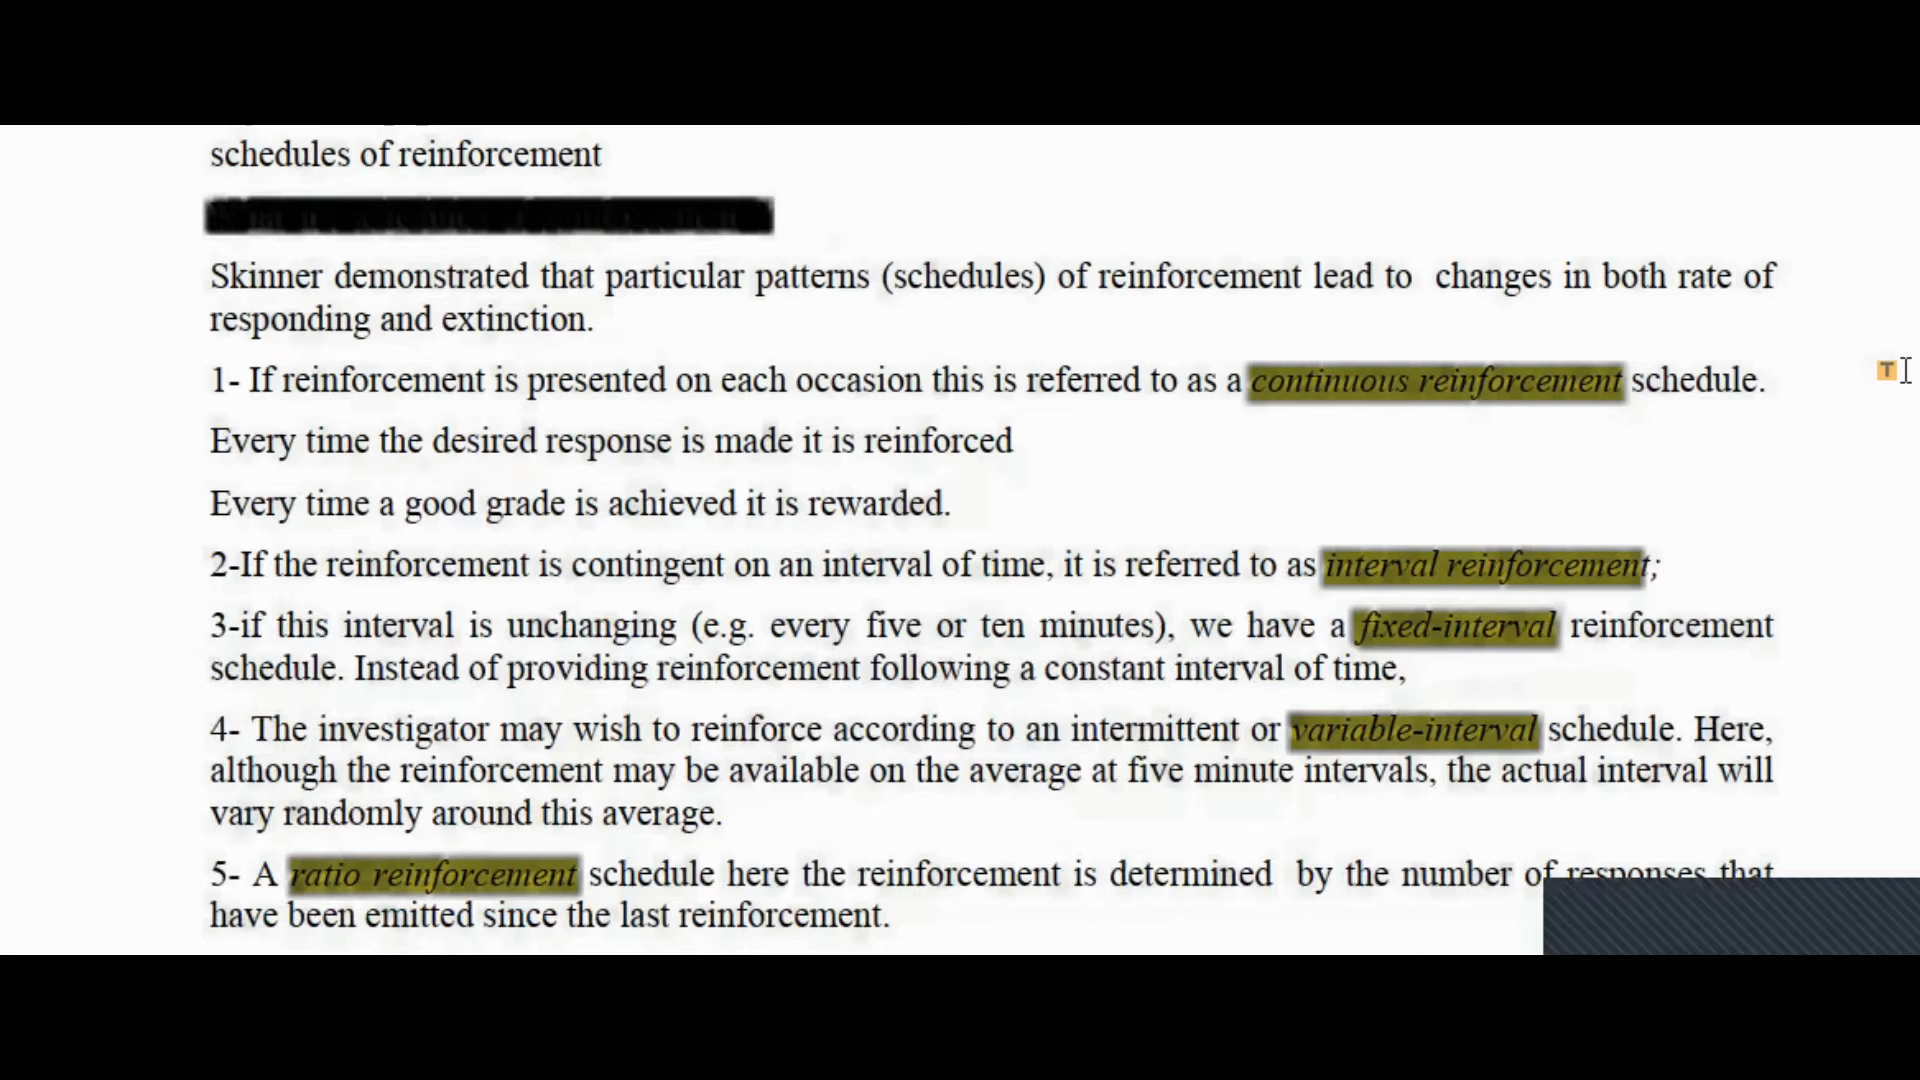 schedules of reinforcement
Skinner demonstrated that particular patterns (schedules) of reinforcement lead to changes in both rate of
responding and extinction.
1- If reinforcement is presented on each occasion this is referred to as a continuous reinforcement schedule.
Every time the desired response is made it is reinforced
Every time a good grade is achieved it is rewarded.
2-If the reinforcement is contingent on an interval of time, it is referred to as interval reinforcement;
3-if this interval is unchanging (e.g. every five or ten minutes), we have a fixed-interval reinforcement
schedule. Instead of providing reinforcement following a constant interval of time,
4- The investigator may wish to reinforce according to an intermittent or variable-interval schedule. Here,
although the reinforcement may be available on the average at five minute intervals, the actual interval will
vary randomly around this average.
5- A ratio reinforcement schedule here the reinforcement is determined by the number of responses that
have been emitted since the last reinforcement.
T